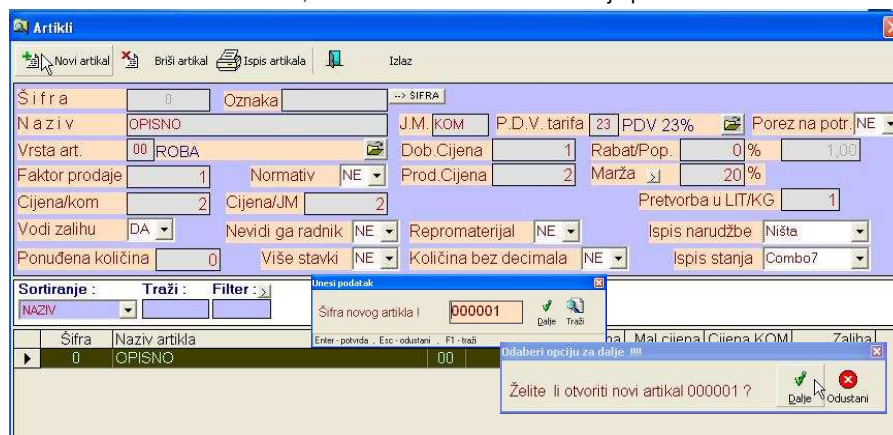 Artikli
Novi artikal Briši artikal Ispis artikala Izlaz
Šifra 0 Oznaka --> ŠIFRA
Naziv OPISNO J.M. KOM P.D.V. tarifa 23 PDV 23% Porez na potr. NE
Vrsta art. 00 ROBA Dob.Cijena 1 Rabat/Pop. 0 % 1,00
Faktor prodaje 1 Normativ NE Prod.Cijena 2 Marža > 20 %
Cijena/kom 2 Cijena/JM 2 Pretvorba u LIT/KG 1
Vodi zalihu DA Nevidi ga radnik NE Repromaterijal NE Ispis narudžbe Ništa
Ponuđena količina 0 Više stavki NE Količina bez decimala NE Ispis stanja Combo7
Sortiranje : Traži : Filter : >
NAZIV
Unesi podatak
Šifra novog artikla ! 000001 Dalje Traži
Enter - potvrda , Esc - odustani , F1 - traži
Šifra Naziv artikla Mal.cijena Cijena KOM Zaliha
0 OPISNO 00
Odaberi opciju za dalje !!!!
Želite li otvoriti novi artikal 000001 ? Dalje Odustani